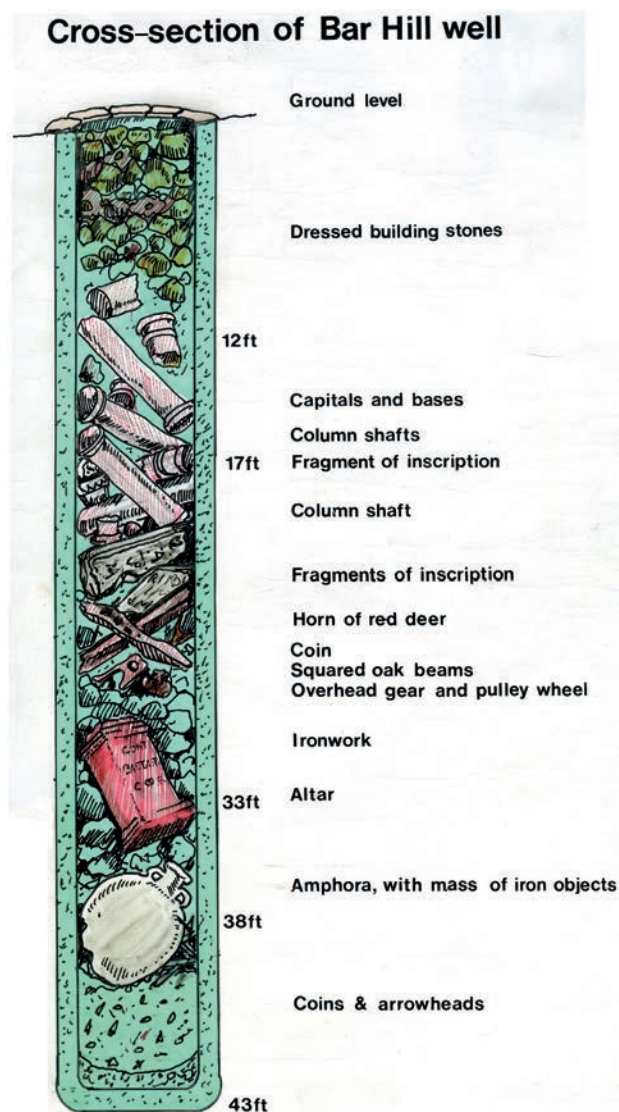 Cross-section of Bar Hill well
Ground level
Dressed building stones
12ft
Capitals and bases
Column shafts
17ft Fragment of inscription
Column shaft
Fragments of inscription
Horn of red deer
Coin
Squared oak beams
Overhead gear and pulley wheel
Ironwork
33ft Altar
Amphora, with mass of iron objects
38ft
Coins & arrowheads
43ft